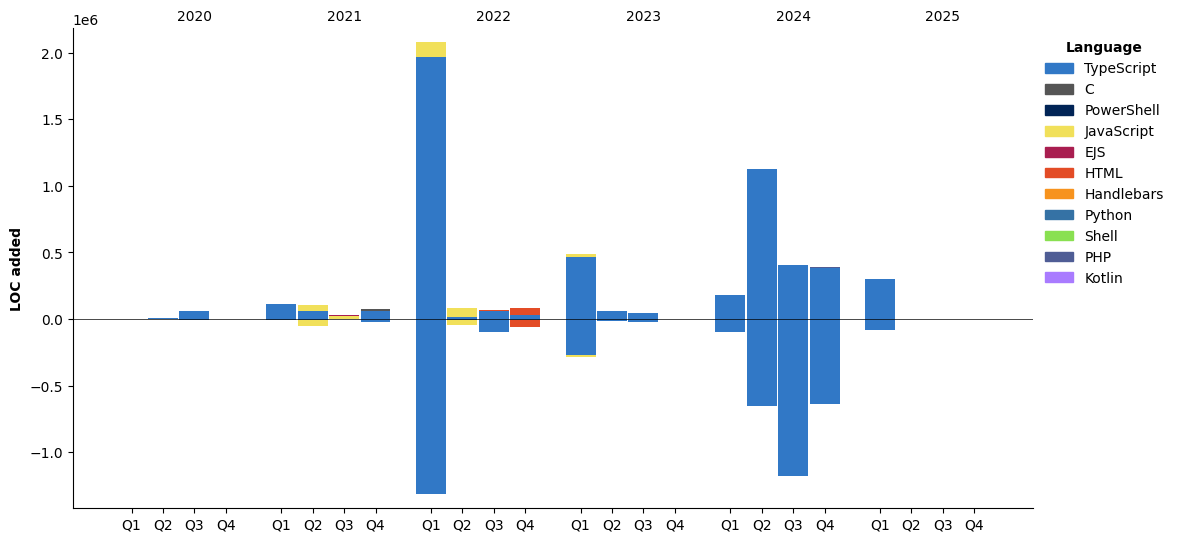 1e6
2020 2021 2022 2023 2024 2025
2.0
1.5
1.0
0.5
0.0
−0.5
−1.0
LOC added
Q1 Q2 Q3 Q4 Q1 Q2 Q3 Q4 Q1 Q2 Q3 Q4 Q1 Q2 Q3 Q4 Q1 Q2 Q3 Q4 Q1 Q2 Q3 Q4
Language
TypeScript
C
PowerShell
JavaScript
EJS
HTML
Handlebars
Python
Shell
PHP
Kotlin